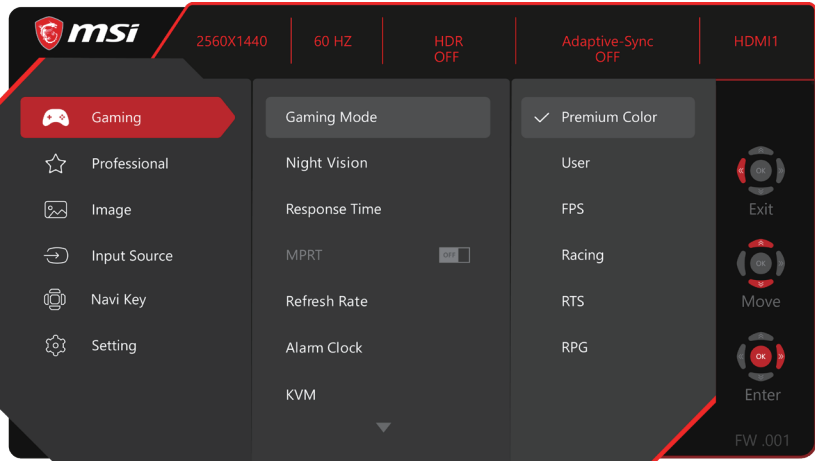 msi
2560X1440
60 HZ
HDR
OFF
Adaptive-Sync
OFF
HDMI1
Gaming
Professional
Image
Input Source
Navi Key
Setting
Gaming Mode
Night Vision
Response Time
MPRT
OFF
Refresh Rate
Alarm Clock
KVM
Premium Color
User
FPS
Racing
RTS
RPG
OK
Exit
OK
Move
OK
Enter
FW .001